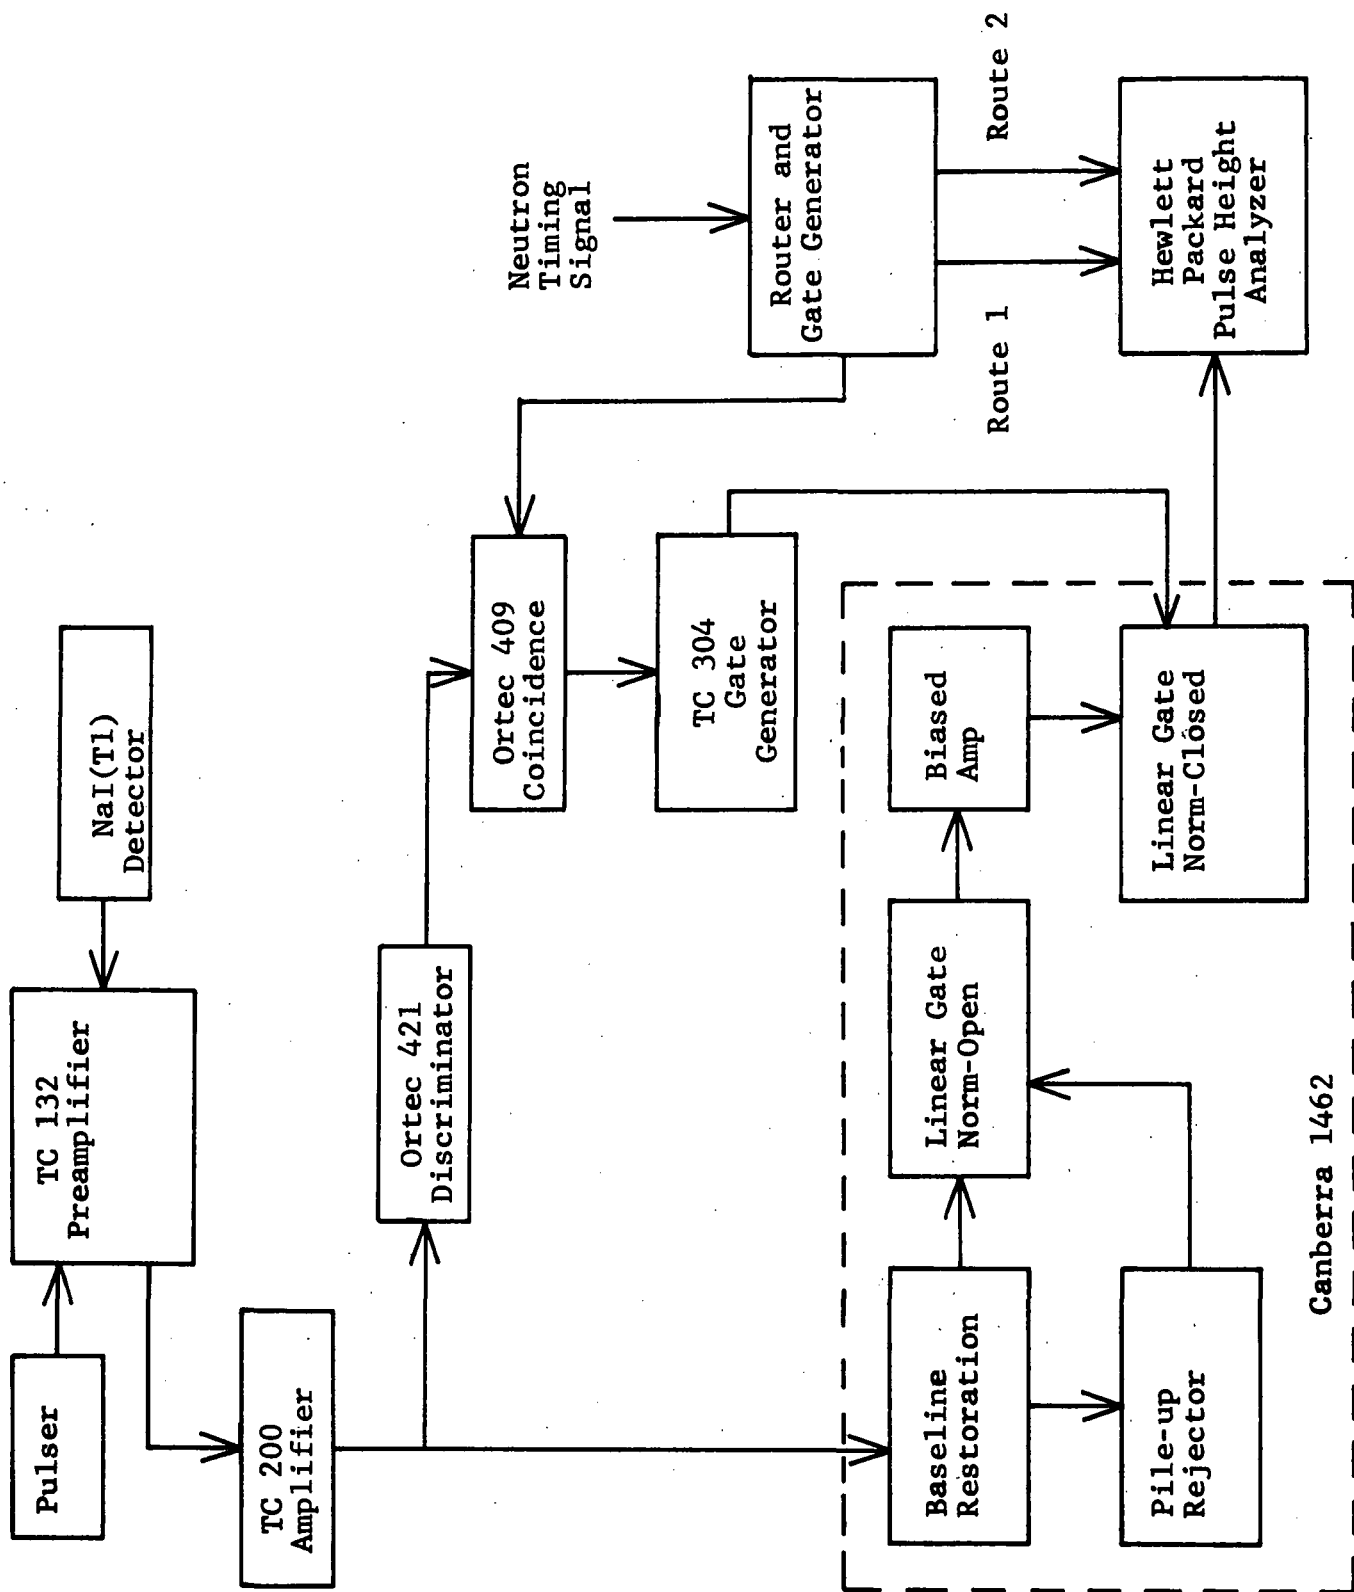 Pulser
TC 132
Preamplifier
NaI(Tl)
Detector
TC 200
Amplifier
Ortec 421
Discriminator
Ortec 409
Coincidence
TC 304
Gate
Generator
Neutron
Timing
Signal
Router and
Gate Generator
Route 1
Route 2
Hewlett
Packard
Pulse Height
Analyzer
Baseline
Restoration
Linear Gate
Norm-Open
Biased
Amp
Pile-up
Rejector
Linear Gate
Norm-Closed
Canberra 1462